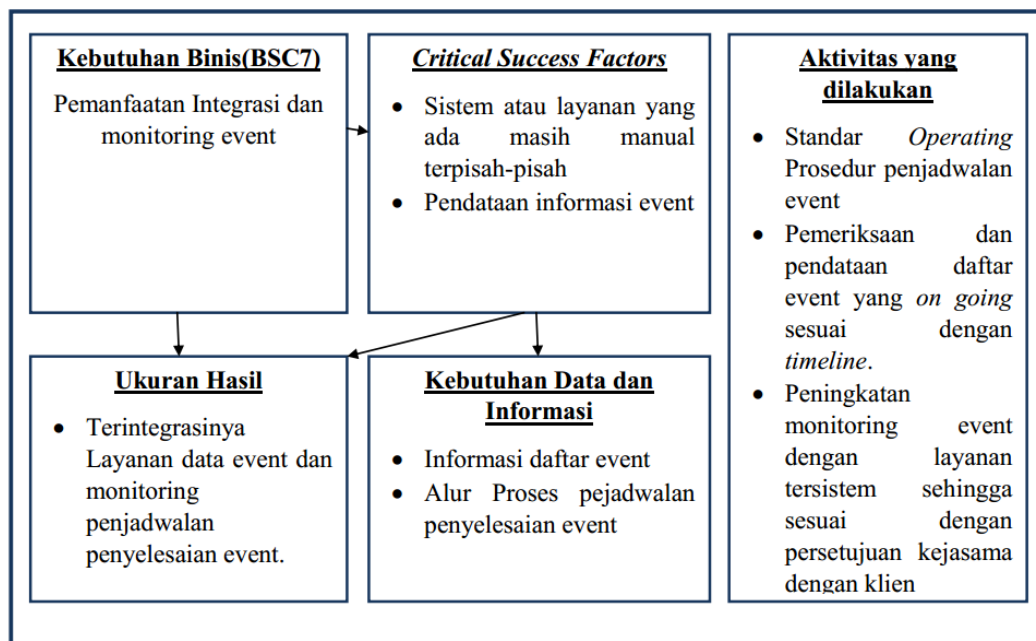 Kebutuhan Binis(BSC7)
Pemanfaatan Integrasi dan
monitoring event
Critical Success Factors
• Sistem atau layanan yang
ada masih manual
terpisah-pisah
• Pendataan informasi event
Aktivitas yang
dilakukan
• Standar Operating
Prosedur penjadwalan
event
• Pemeriksaan dan
pendataan daftar
event yang on going
sesuai dengan
timeline.
• Peningkatan
monitoring event
dengan layanan
tersistem sehingga
sesuai dengan
persetujuan kejasama
dengan klien
Ukuran Hasil
• Terintegrasinya
Layanan data event dan
monitoring
penjadwalan
penyelesaian event.
Kebutuhan Data dan
Informasi
• Informasi daftar event
• Alur Proses pejadwalan
penyelesaian event